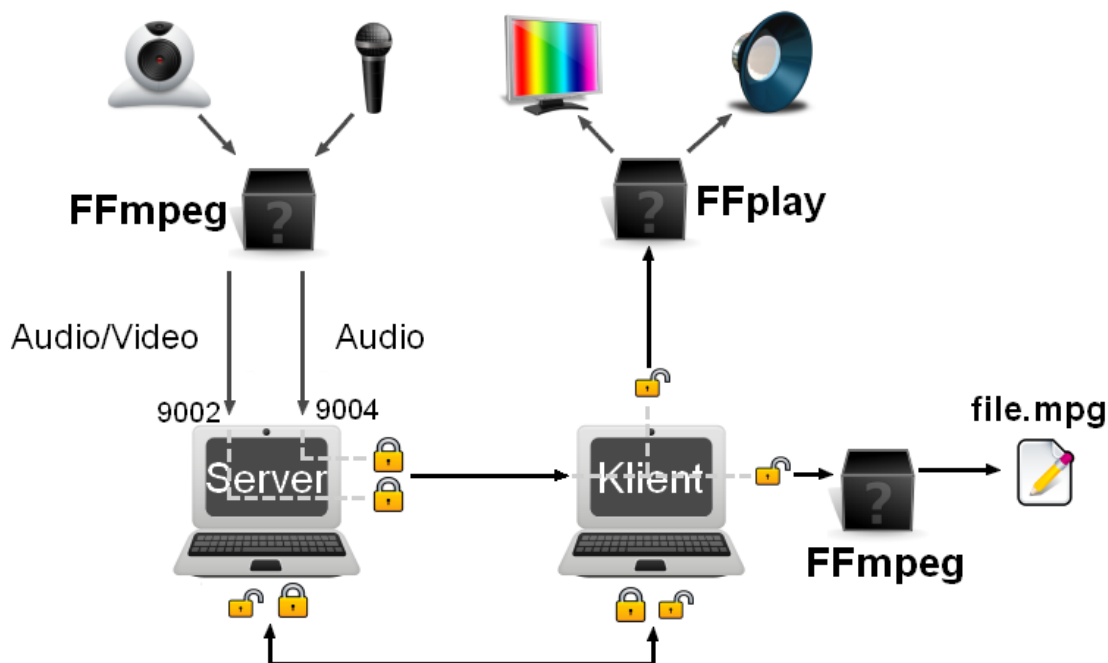 FFmpeg
FFplay
Audio/Video
Audio
9002
9004
Server
Klient
file.mpg
FFmpeg
?
?
?